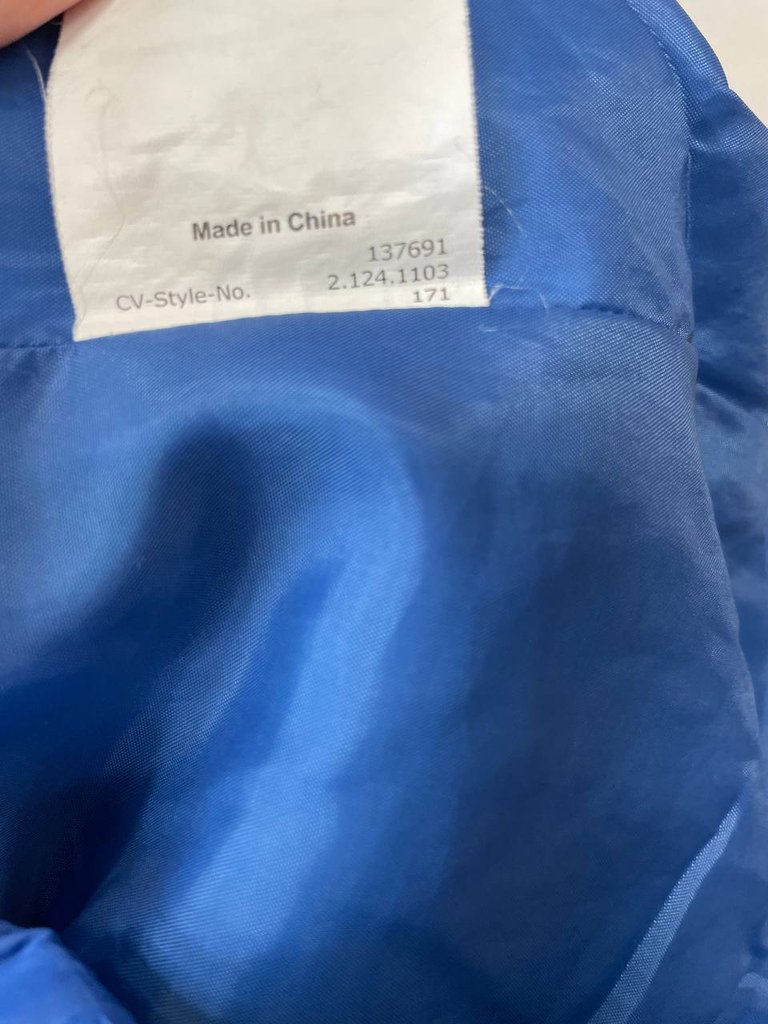 Made in China
137691
CV-Style-No. 2.124.1103
171